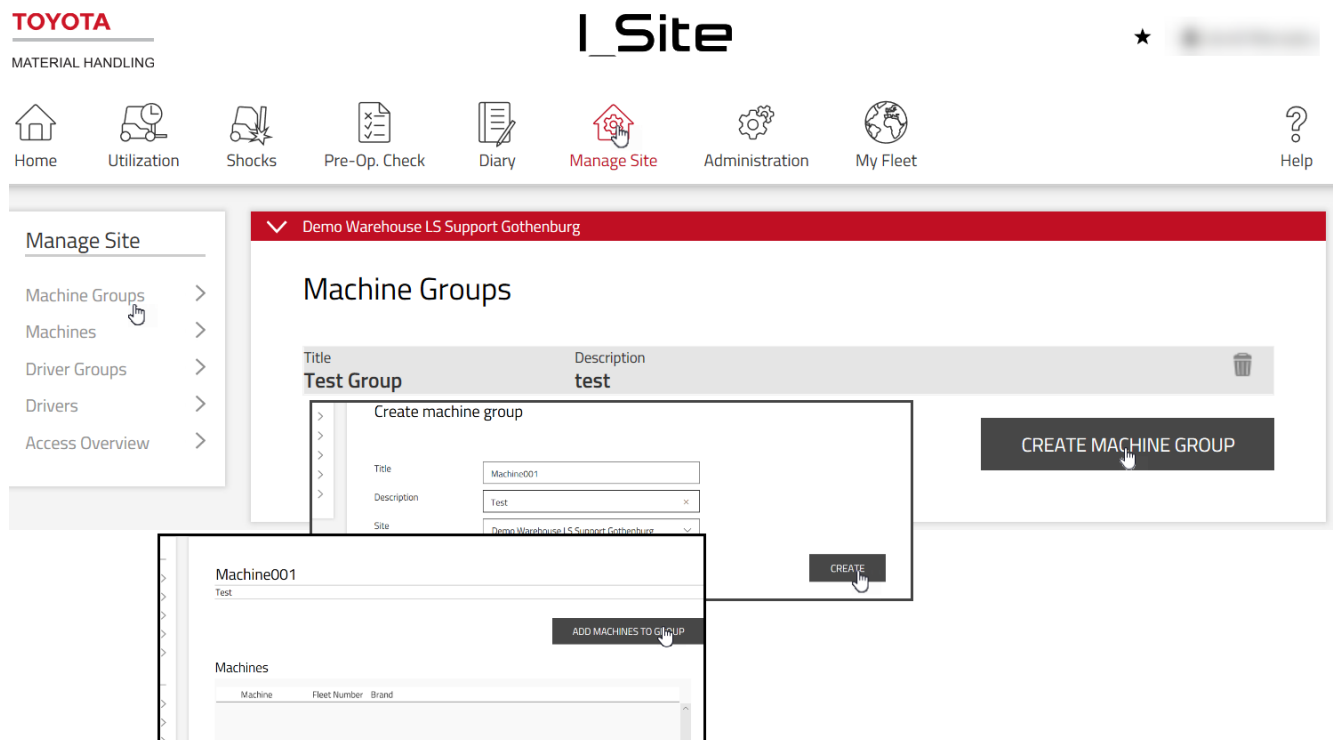 TOYOTA
MATERIAL HANDLING
I_Site
Home
Utilization
Shocks
Pre-Op. Check
Diary
Manage Site
Administration
My Fleet
Help
Manage Site
Machine Groups
Machines
Driver Groups
Drivers
Access Overview
Demo Warehouse LS Support Gothenburg
Machine Groups
Title
Description
Test Group
test
CREATE MACHINE GROUP
Create machine group
Title
Machine001
Description
Test
Site
Demo Warehouse LS Support Gothenburg
CREATE
Machine001
Test
ADD MACHINES TO GROUP
Machines
Machine Fleet Number Brand